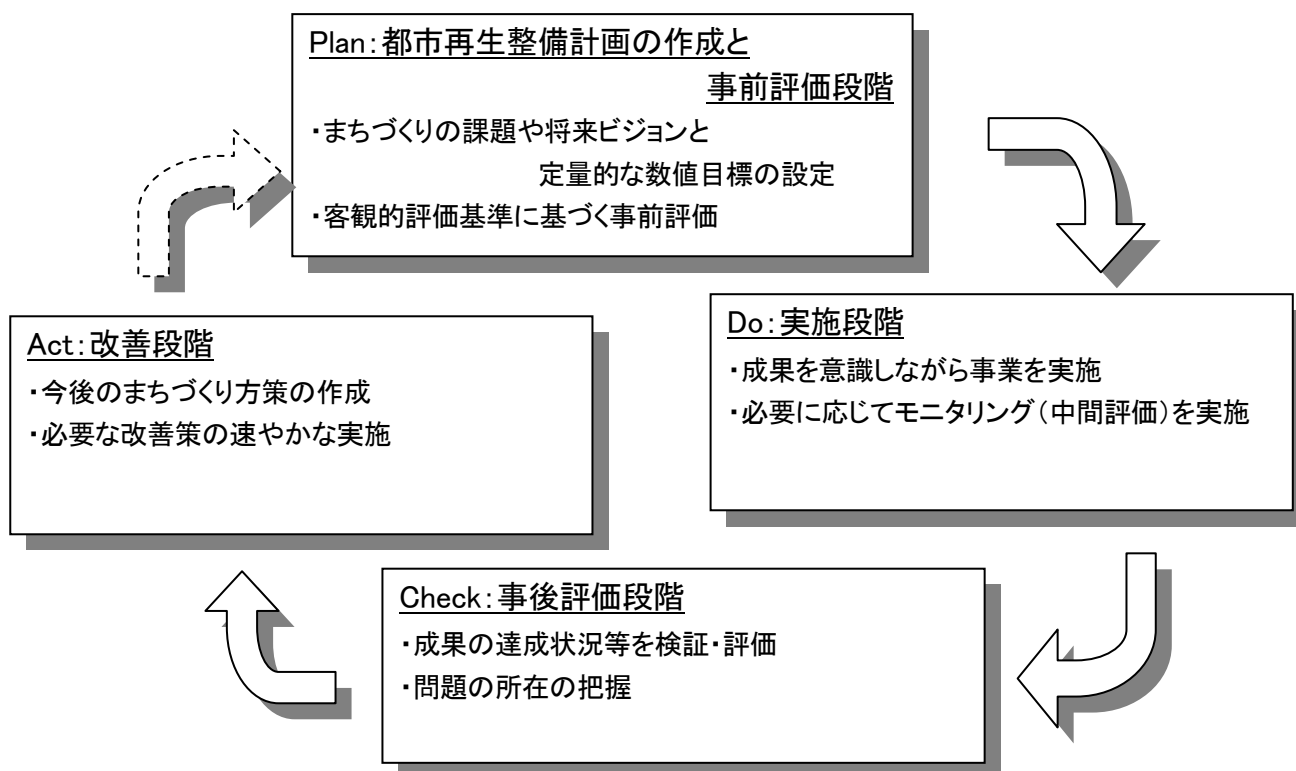 Plan：都市再生整備計画の作成と
事前評価段階
・まちづくりの課題や将来ビジョンと
定量的な数値目標の設定
・客観的評価基準に基づく事前評価
Do：実施段階
・成果を意識しながら事業を実施
・必要に応じてモニタリング（中間評価）を実施
Check：事後評価段階
・成果の達成状況等を検証・評価
・問題の所在の把握
Act：改善段階
・今後のまちづくり方策の作成
・必要な改善策の速やかな実施